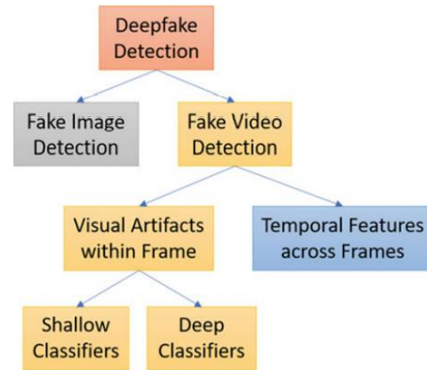 Deepfake
Detection
Fake Image
Detection
Fake Video
Detection
Visual Artifacts
within Frame
Temporal Features
across Frames
Shallow
Classifiers
Deep
Classifiers